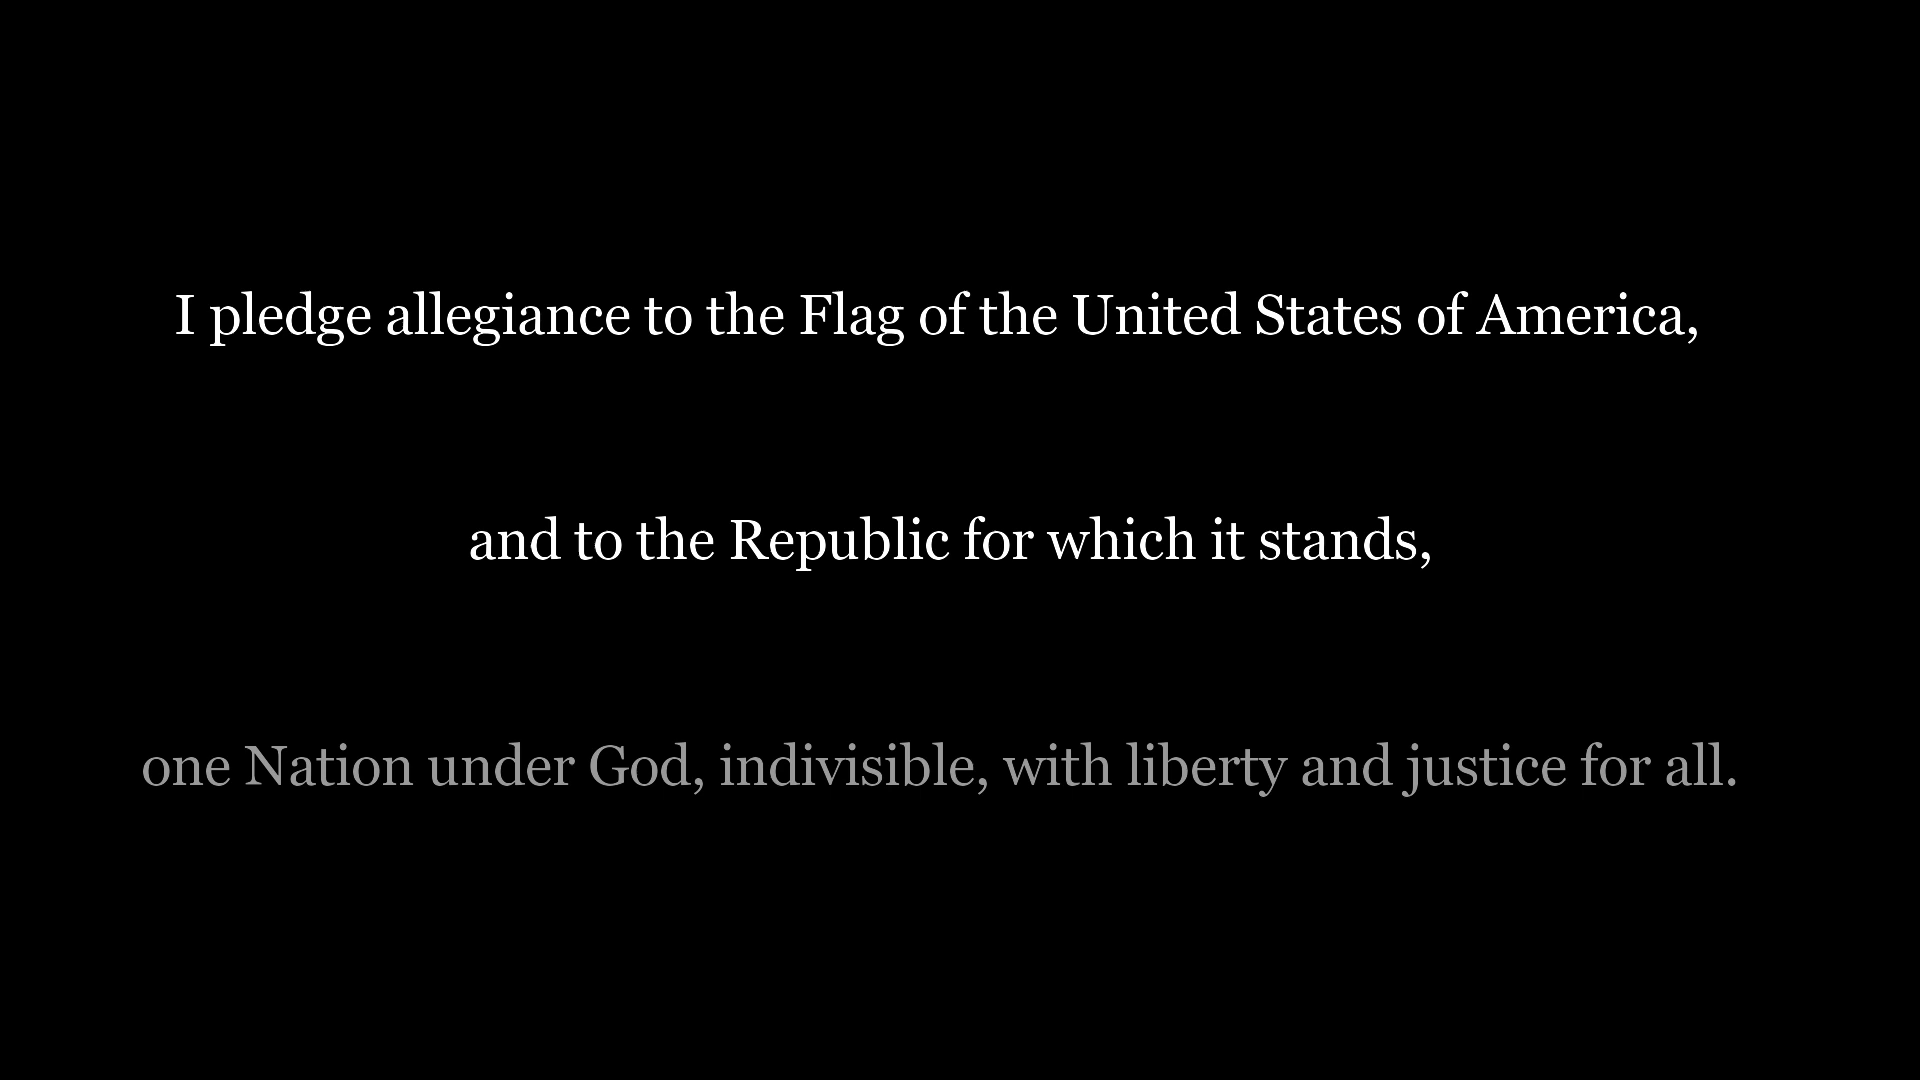 I pledge allegiance to the Flag of the United States of America,
and to the Republic for which it stands,
one Nation under God, indivisible, with liberty and justice for all.